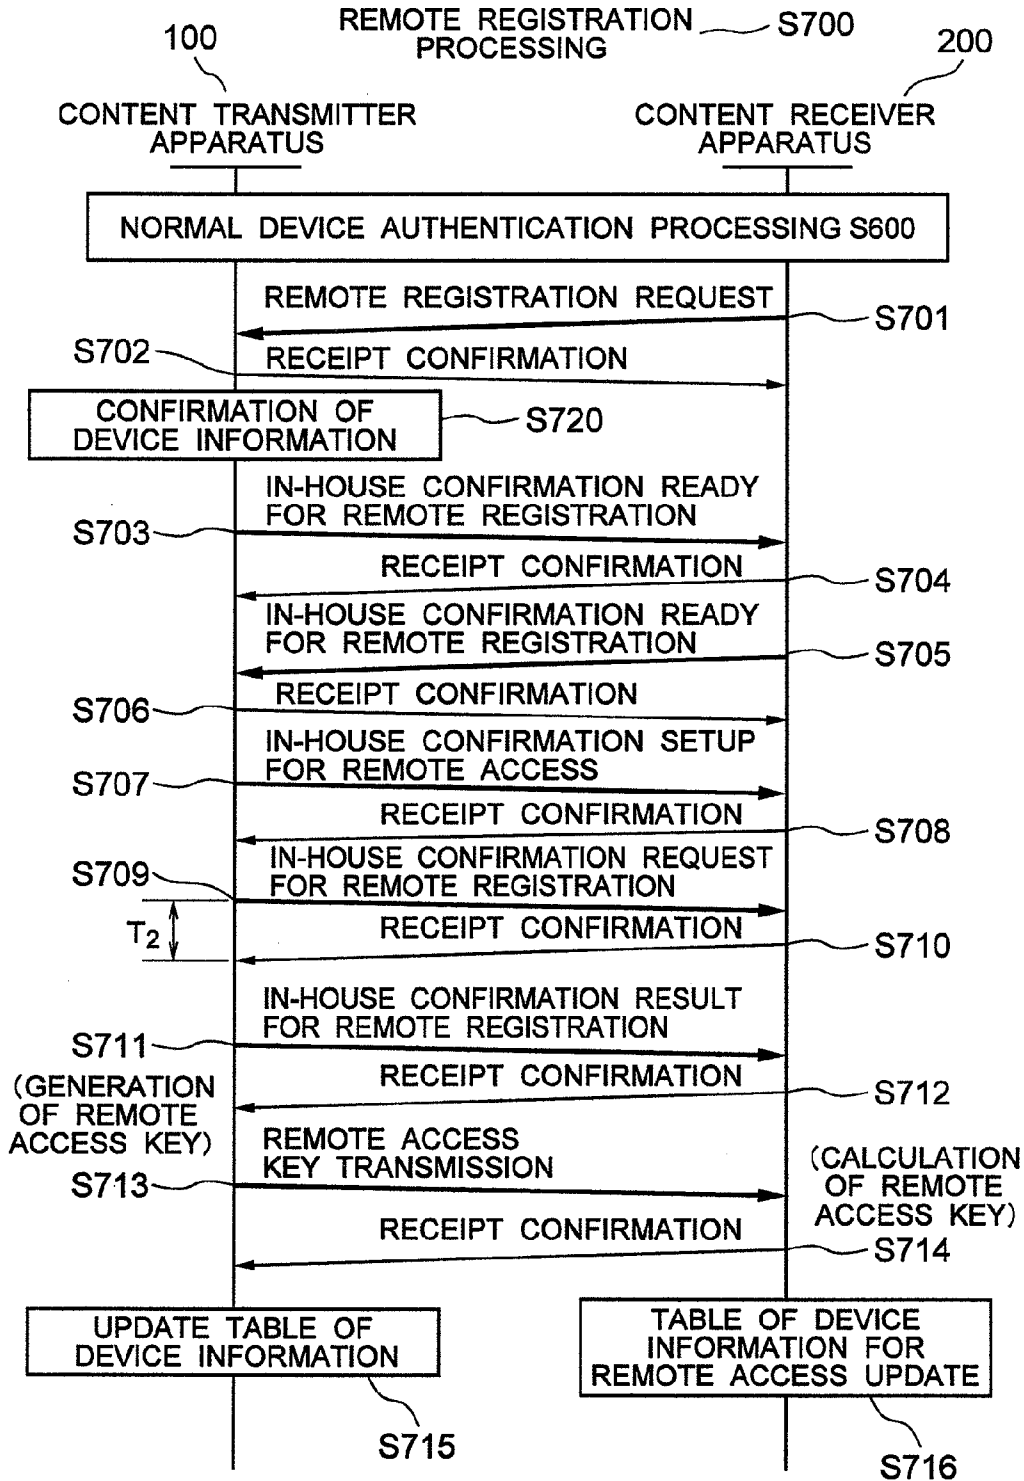 REMOTE REGISTRATION
PROCESSING
S700
100
200
CONTENT TRANSMITTER
APPARATUS
CONTENT RECEIVER
APPARATUS
NORMAL DEVICE AUTHENTICATION PROCESSING S600
REMOTE REGISTRATION REQUEST
S701
S702
RECEIPT CONFIRMATION
CONFIRMATION OF
DEVICE INFORMATION
S720
IN-HOUSE CONFIRMATION READY
FOR REMOTE REGISTRATION
S703
RECEIPT CONFIRMATION
S704
IN-HOUSE CONFIRMATION READY
FOR REMOTE REGISTRATION
S705
RECEIPT CONFIRMATION
S706
IN-HOUSE CONFIRMATION SETUP
FOR REMOTE ACCESS
S707
RECEIPT CONFIRMATION
S708
IN-HOUSE CONFIRMATION REQUEST
FOR REMOTE REGISTRATION
S709
T2
RECEIPT CONFIRMATION
S710
IN-HOUSE CONFIRMATION RESULT
FOR REMOTE REGISTRATION
S711
RECEIPT CONFIRMATION
S712
(GENERATION
OF REMOTE
ACCESS KEY)
REMOTE ACCESS
KEY TRANSMISSION
S713
(CALCULATION
OF REMOTE
ACCESS KEY)
RECEIPT CONFIRMATION
S714
UPDATE TABLE OF
DEVICE INFORMATION
S715
TABLE OF DEVICE
INFORMATION FOR
REMOTE ACCESS UPDATE
S716